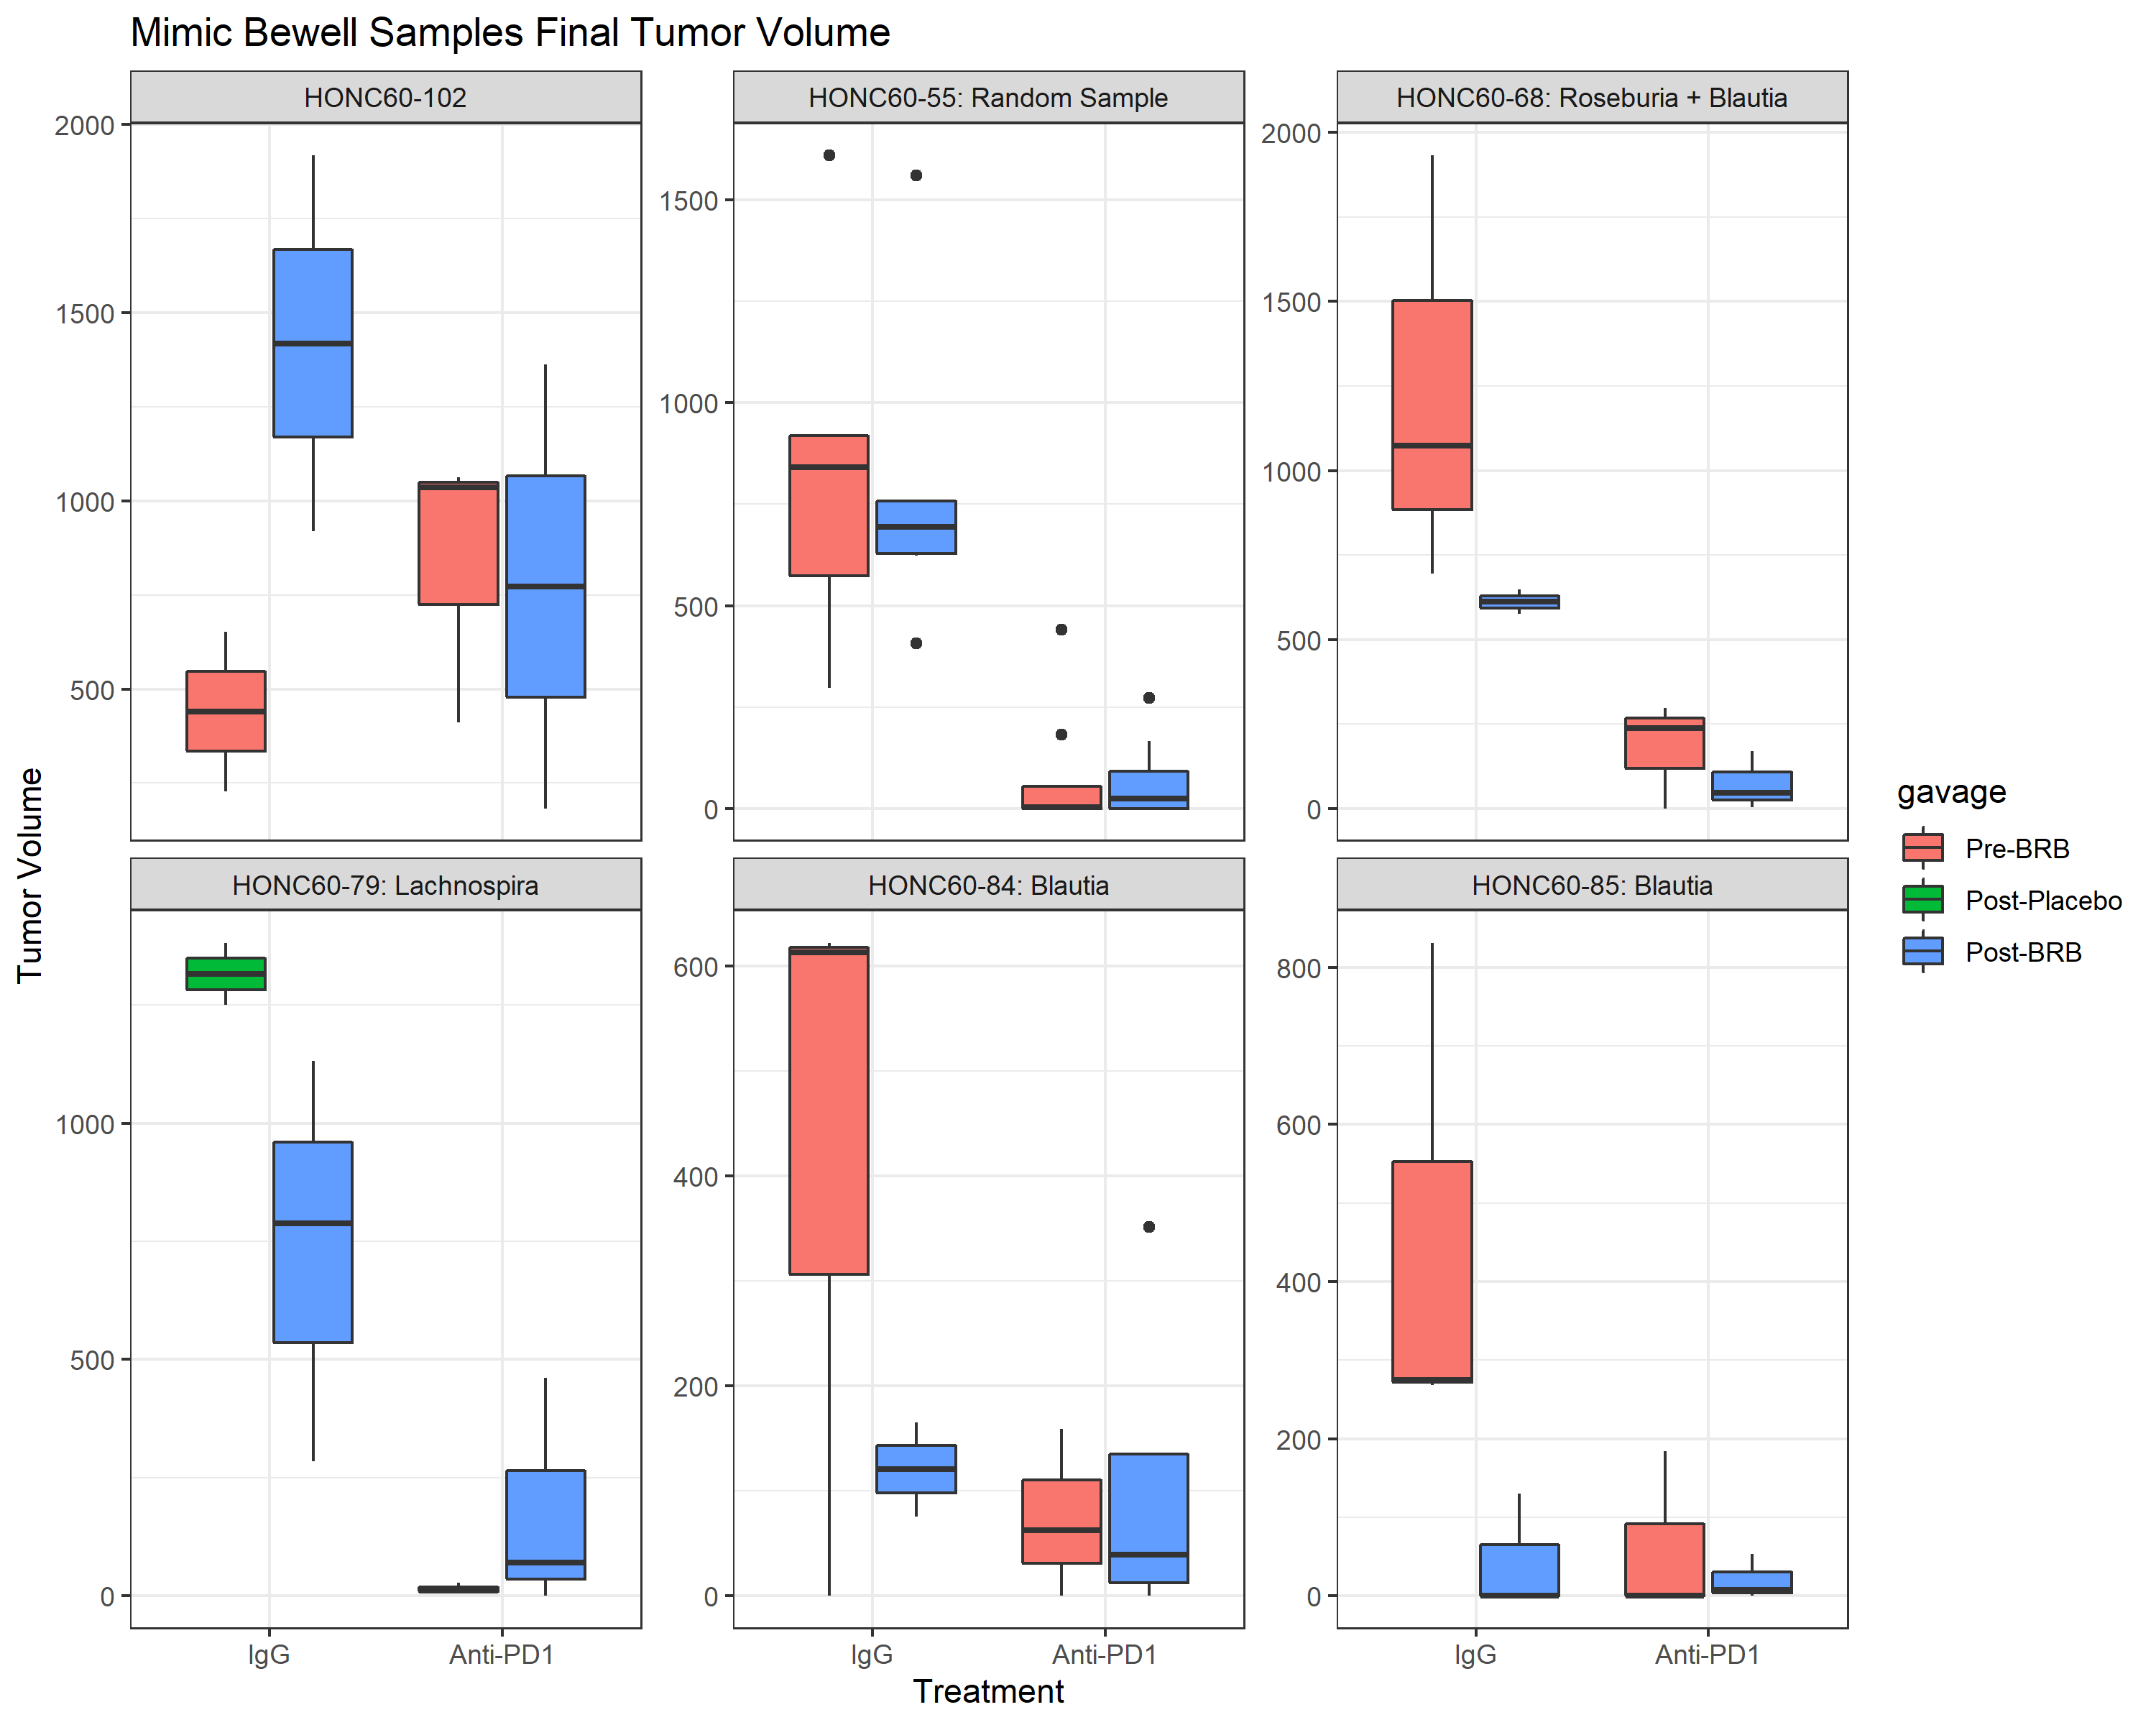 Mimic Bewell Samples Final Tumor Volume
HONC60-102
HONC60-55: Random Sample
HONC60-68: Roseburia + Blautia
2000
1500
1000
500
1500
1000
500
0
2000
1500
1000
500
0
HONC60-79: Lachnospira
HONC60-84: Blautia
HONC60-85: Blautia
1000
500
0
600
400
200
0
800
600
400
200
0
IgG
Anti-PD1
IgG
Anti-PD1
IgG
Anti-PD1
Treatment
Tumor Volume
gavage
Pre-BRB
Post-Placebo
Post-BRB